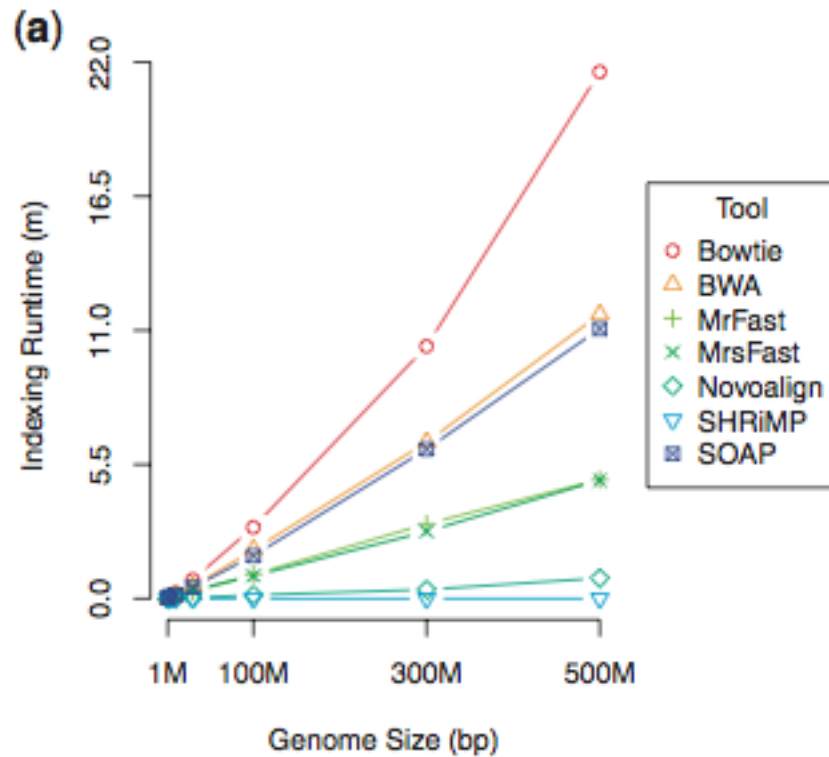 (a)
22.0
16.5
11.0
5.5
0.0
Indexing Runtime (m)
1M 100M 300M 500M
Genome Size (bp)
Tool
Bowtie
BWA
MrFast
MrsFast
Novoalign
SHRiMP
SOAP